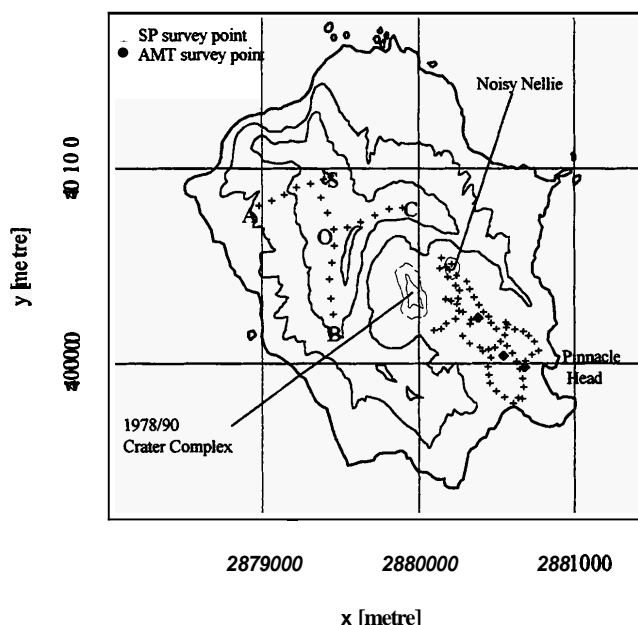 SP survey point
AMT survey point
Noisy Nellie
S
A
C
O
B
Pinnacle
Head
1978/90
Crater Complex
y [metre]
2879000
2880000
2881000
x [metre]